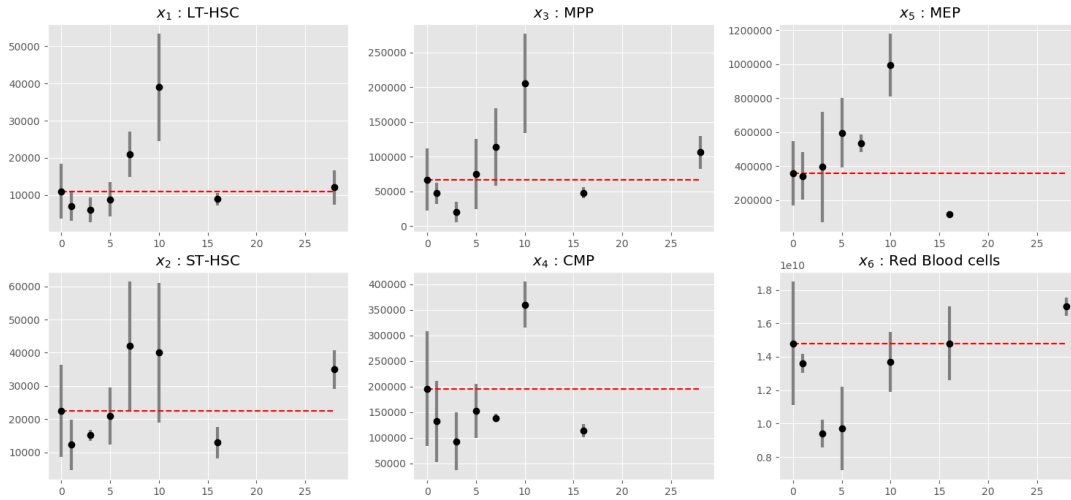 x₁ : LT-HSC
50000
40000
30000
20000
10000
0 5 10 15 20 25
x₃ : MPP
250000
200000
150000
100000
50000
0
0 5 10 15 20 25
x₅ : MEP
1200000
1000000
800000
600000
400000
200000
0 5 10 15 20 25
x₂ : ST-HSC
60000
50000
40000
30000
20000
10000
0 5 10 15 20 25
x₄ : CMP
400000
350000
300000
250000
200000
150000
100000
50000
0 5 10 15 20 25
x₆ : Red Blood cells
1e10
1.8
1.6
1.4
1.2
1.0
0.8
0 5 10 15 20 25